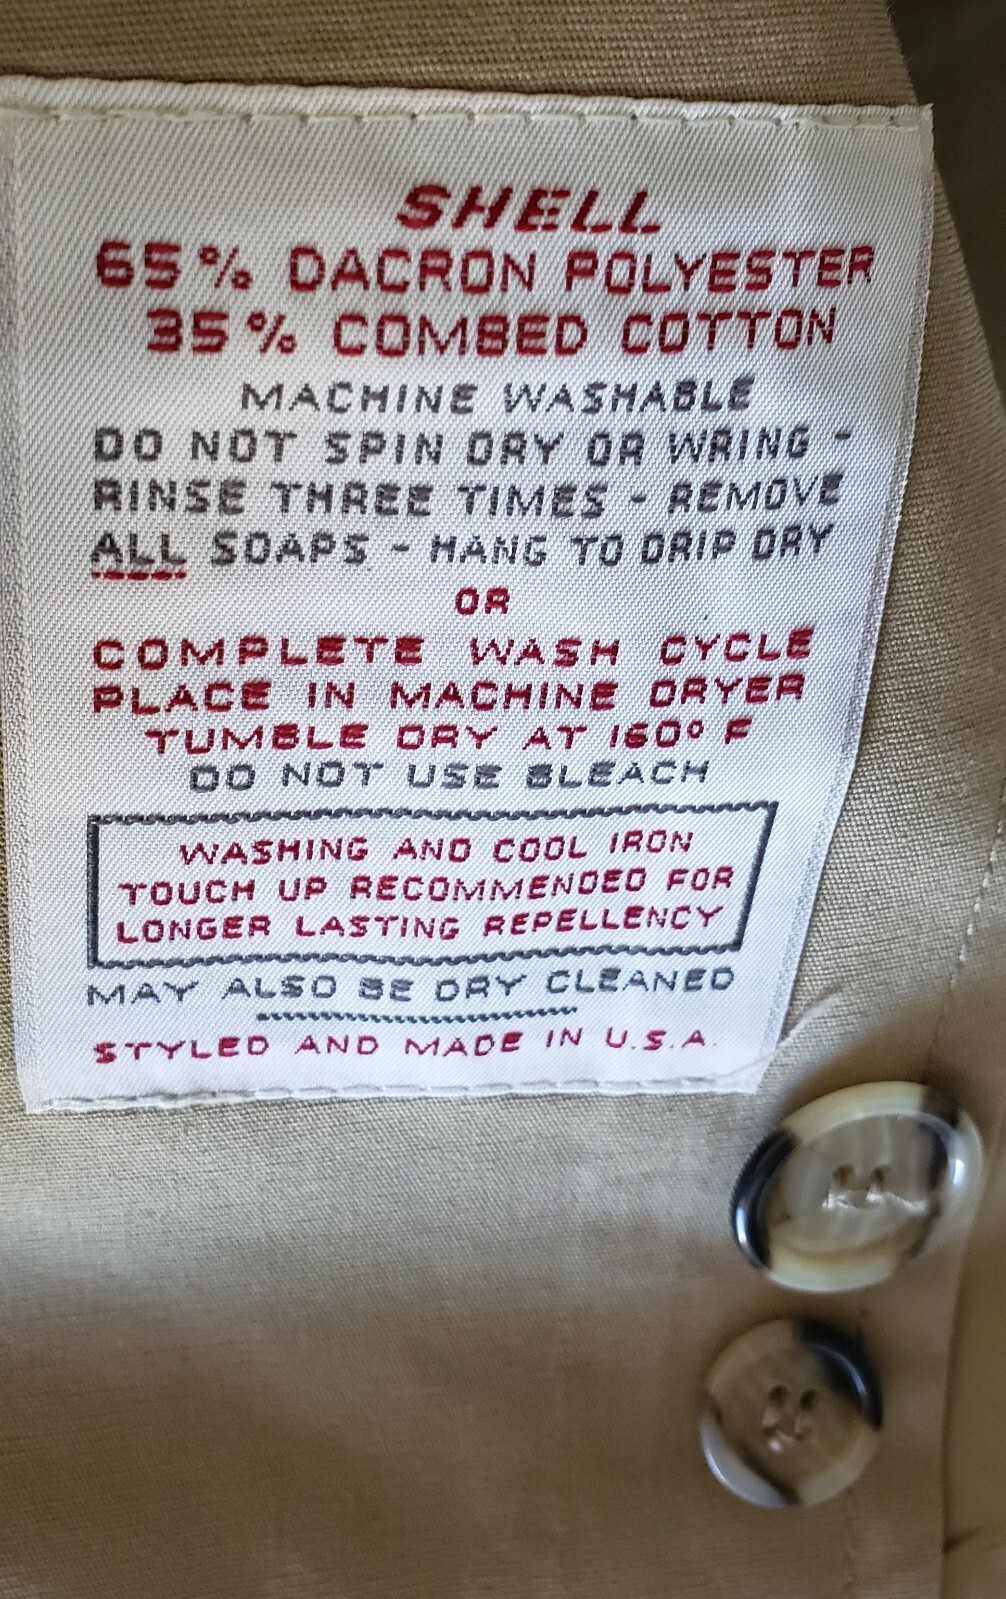 SHELL
65% DACRON POLYESTER
35% COMBED COTTON
MACHINE WASHABLE
DO NOT SPIN DRY OR WRING -
RINSE THREE TIMES - REMOVE
ALL SOAPS - HANG TO DRIP DRY
OR
COMPLETE WASH CYCLE
PLACE IN MACHINE DRYER
TUMBLE DRY AT 160° F
DO NOT USE BLEACH
WASHING AND COOL IRON
TOUCH UP RECOMMENDED FOR
LONGER LASTING REPELLENCY
MAY ALSO BE DRY CLEANED
STYLED AND MADE IN U.S.A.